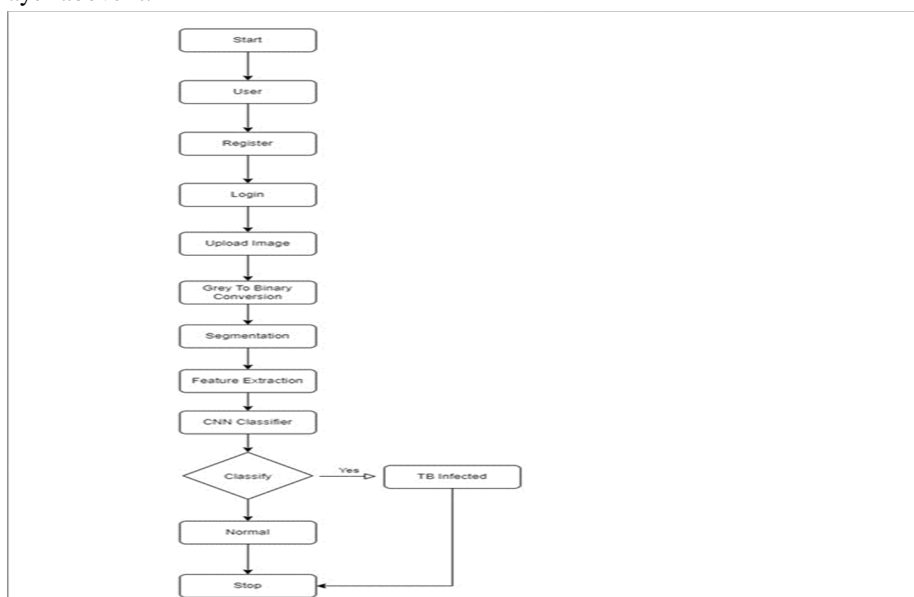 Start
User
Register
Login
Upload Image
Grey To Binary
Conversion
Segmentation
Feature Extraction
CNN Classifier
Classify
Yes
TB Infected
Normal
Stop